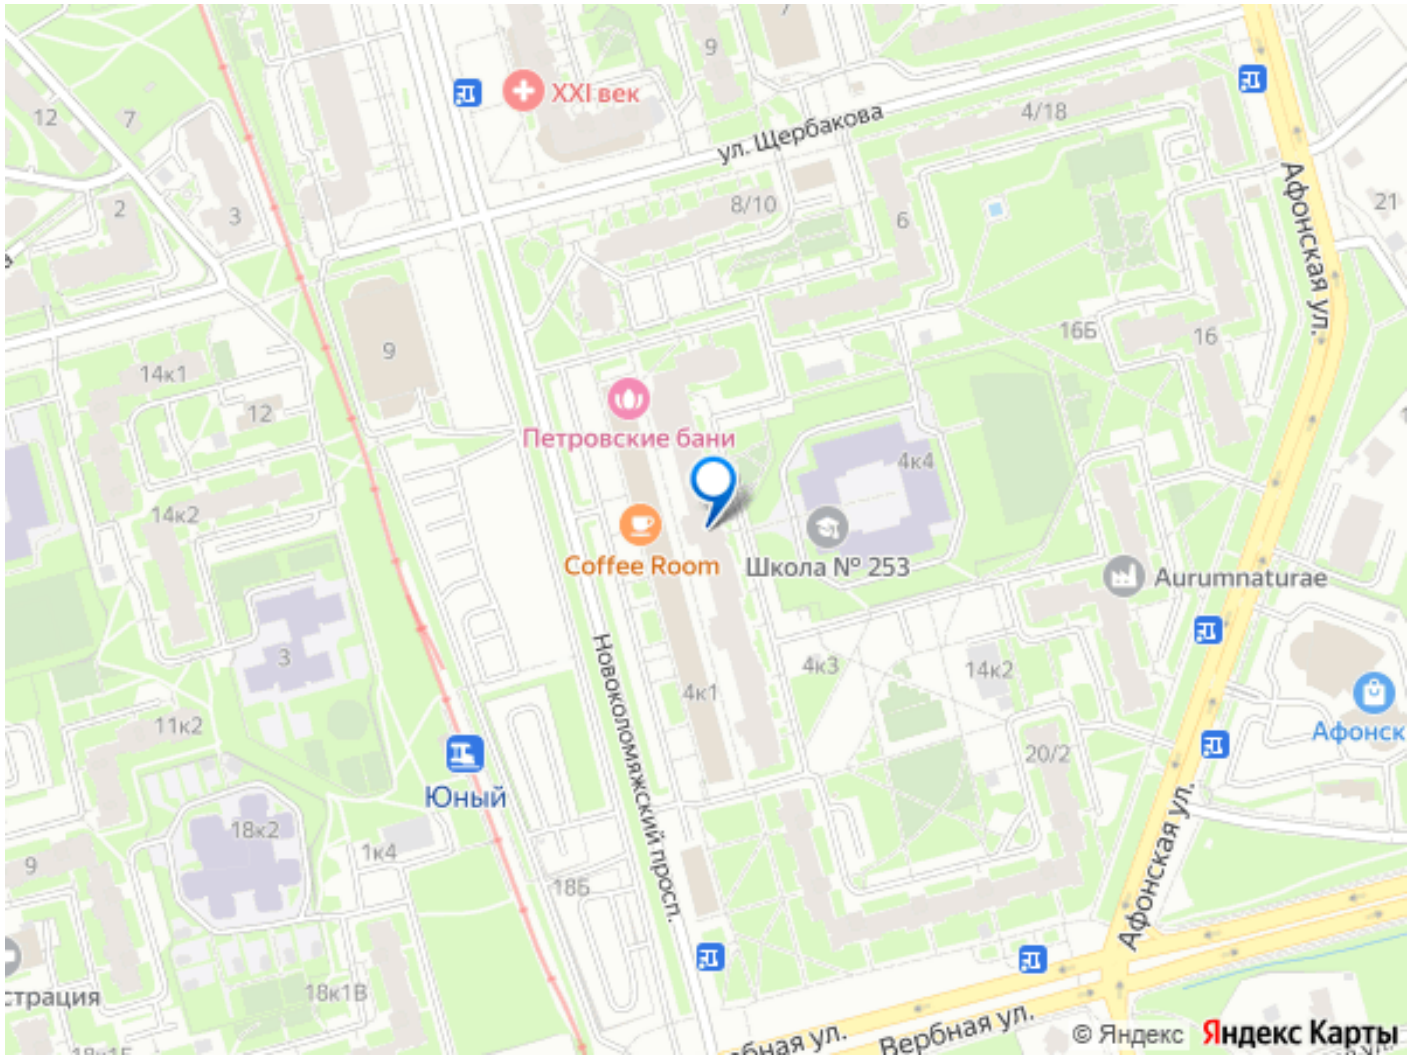 9
7
12
7
XXI век
4/18
ул. Щербакова
Афонская ул.
2
3
8/10
6
21
16Б
16
9
14к1
12
Петровские бани
4к4
14к2
Coffee Room
Школа № 253
Aurumnaturae
3
Новоколомяжский просп.
4к3
14к2
4к1
11к2
Афонск
20/2
Юный
18к2
1к4
9
18Б
Афонская ул.
страция
18к1В
Вербная ул.
бная ул.
© Яндекс
Яндекс Карты